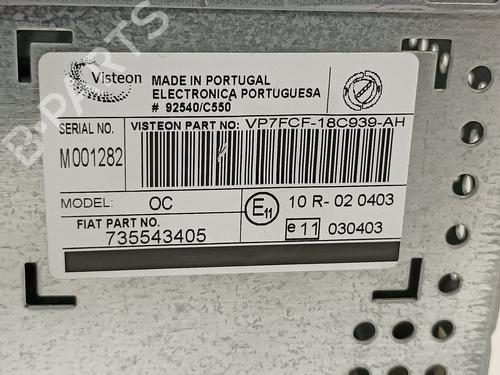 Visteon
MADE IN PORTUGAL
ELECTRONICA PORTUGUESA
# 92540/C550
SERIAL NO.
M001282
VISTEON PART NO: VP7FCF-18C939-AH
MODEL: OC
E11 10 R- 02 0403
FIAT PART NO.
735543405
e 11 030403
B-PARTS